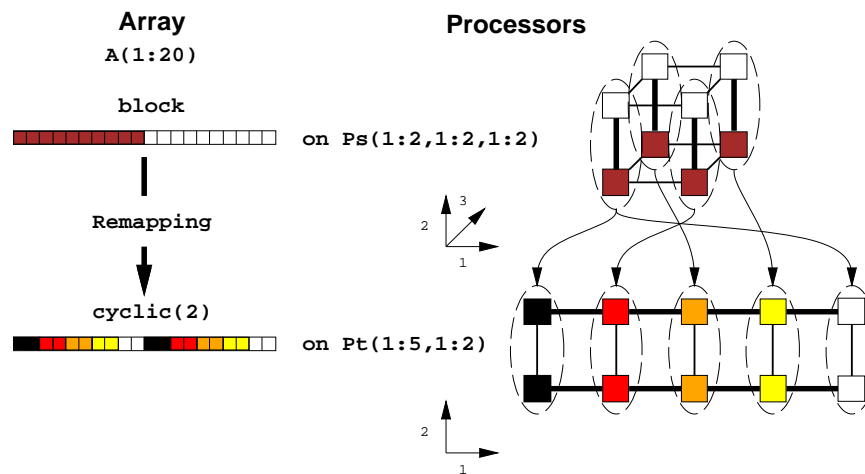 Array
Processors
A(1:20)
block
on Ps(1:2,1:2,1:2)
3
2
1
Remapping
cyclic(2)
on Pt(1:5,1:2)
2
1